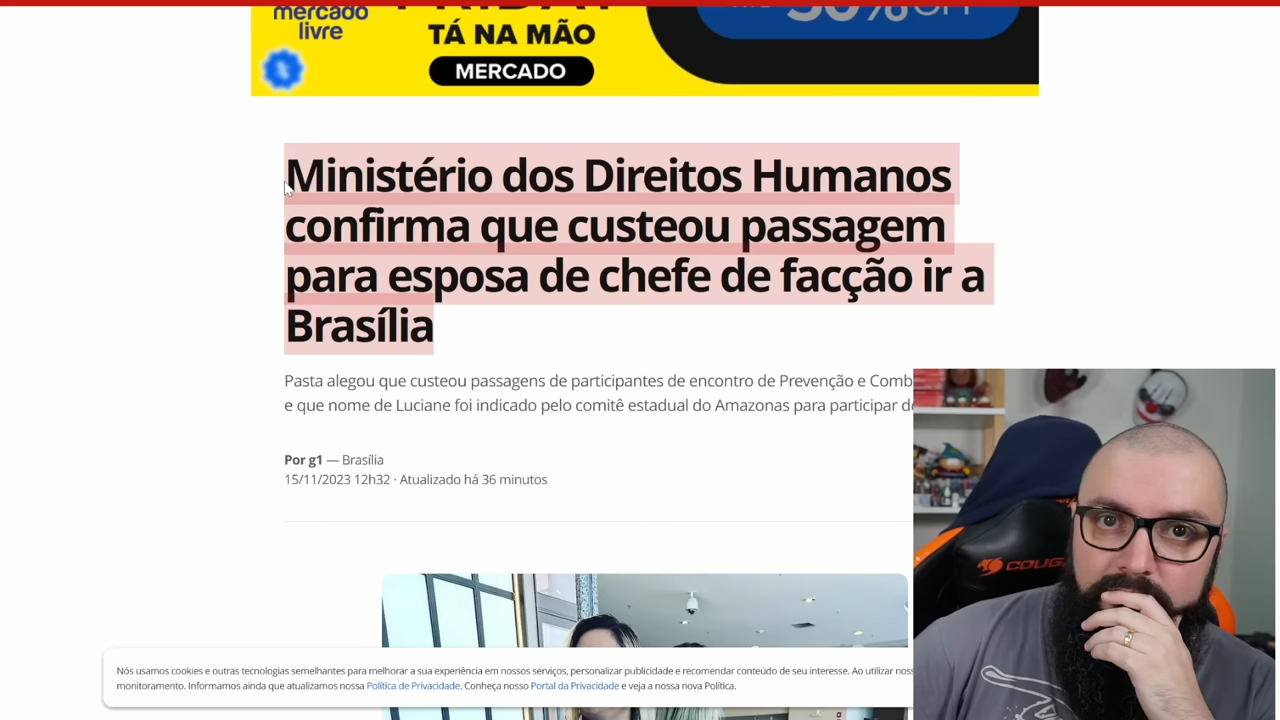 mercado
livre
TÁ NA MÃO
MERCADO
OFF
Ministério dos Direitos Humanos
confirma que custeou passagem
para esposa de chefe de facção ir a
Brasília
Pasta alegou que custeou passagens de participantes de encontro de Prevenção e
e que nome de Luciane foi indicado pelo comitê estadual do Amazonas para participar
Por g1 — Brasília
15/11/2023 12h32 · Atualizado há 36 minutos
Nós usamos cookies e outras tecnologias semelhantes para melhorar a sua experiência em nossos serviços, personalizar publicidade e recomendar conteúdo de seu interesse. Ao utilizar
monitoramento. Informamos ainda que atualizamos nossa Política de Privacidade. Conheça nosso Portal da Privacidade e veja a nossa nova Política.